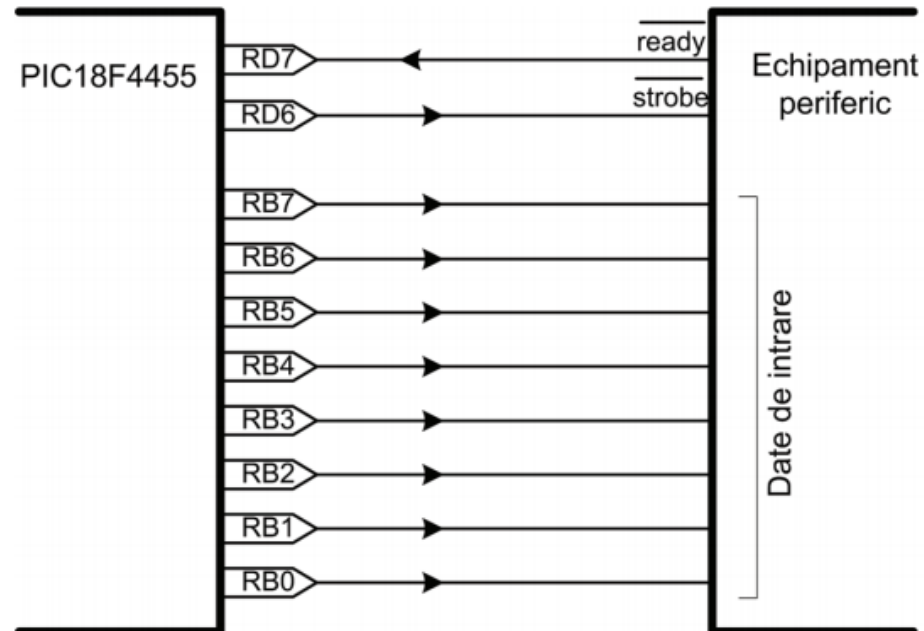 PIC18F4455
RD7
ready
RD6
strobe
Echipament
periferic
RB7
RB6
RB5
RB4
RB3
RB2
RB1
RB0
Date de intrare